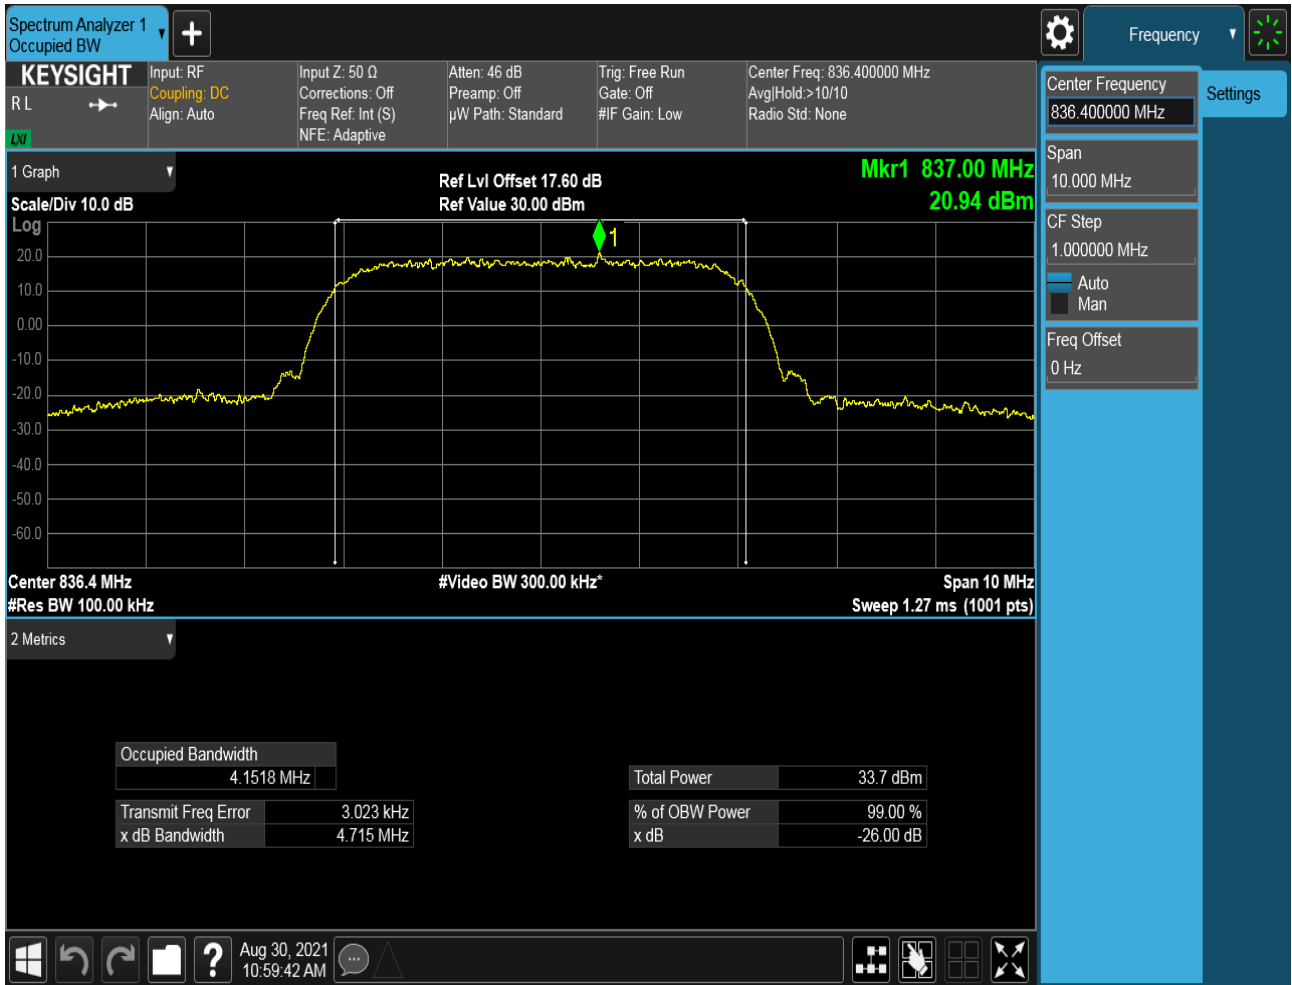 Spectrum Analyzer 1
Occupied BW
Frequency
KEYSIGHT
R L
LXI
Input: RF
Coupling: DC
Align: Auto
Input Z: 50 Ω
Corrections: Off
Freq Ref: Int (S)
NFE: Adaptive
Atten: 46 dB
Preamp: Off
µW Path: Standard
Trig: Free Run
Gate: Off
#IF Gain: Low
Center Freq: 836.400000 MHz
Avg|Hold:>10/10
Radio Std: None
Center Frequency
836.400000 MHz
Settings
Span
10.000 MHz
CF Step
1.000000 MHz
Auto
Man
Freq Offset
0 Hz
1 Graph
Scale/Div 10.0 dB
Log
Ref Lvl Offset 17.60 dB
Ref Value 30.00 dBm
Mkr1 837.00 MHz
20.94 dBm
1
20.0
10.0
0.00
-10.0
-20.0
-30.0
-40.0
-50.0
-60.0
Center 836.4 MHz
#Video BW 300.00 kHz*
Span 10 MHz
#Res BW 100.00 kHz
Sweep 1.27 ms (1001 pts)
2 Metrics
Occupied Bandwidth
4.1518 MHz
Total Power 33.7 dBm
Transmit Freq Error 3.023 kHz
% of OBW Power 99.00 %
x dB Bandwidth 4.715 MHz
x dB -26.00 dB
?
Aug 30, 2021
10:59:42 AM